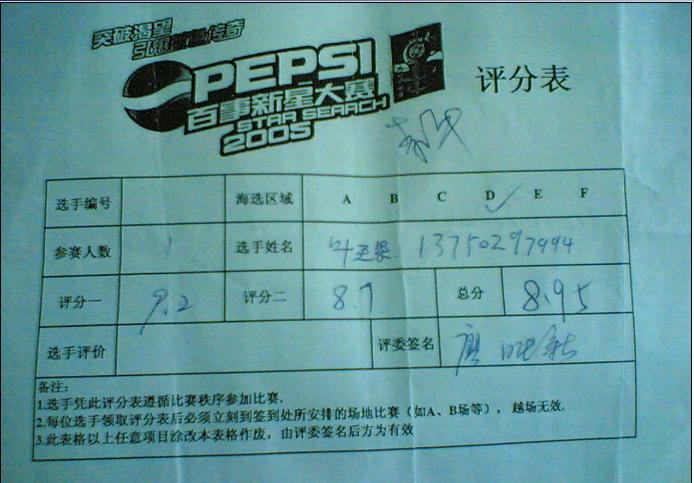 突破渴望
引爆传奇
PEPSI
百事新星大赛
STAR SEARCH
2005
评分表
选手编号 海选区域 A B C D E F
参赛人数 1 选手姓名 13750297994
评分一 9.2 评分二 8.7 总分 8.95
选手评价 评委签名
备注：
1.选手凭此评分表遵循比赛秩序参加比赛.
2.每位选手领取评分表后必须立刻到签到处所安排的场地比赛（如A、B场等），越场无效.
3.此表格以上任意项目涂改本表格作废，由评委签名后方为有效